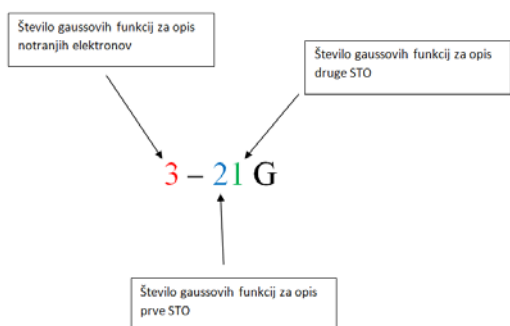 Število gaussovih funkcij za opis
notranjih elektronov
Število gaussovih funkcij za opis
druge STO
3 – 21 G
Število gaussovih funkcij za opis
prve STO